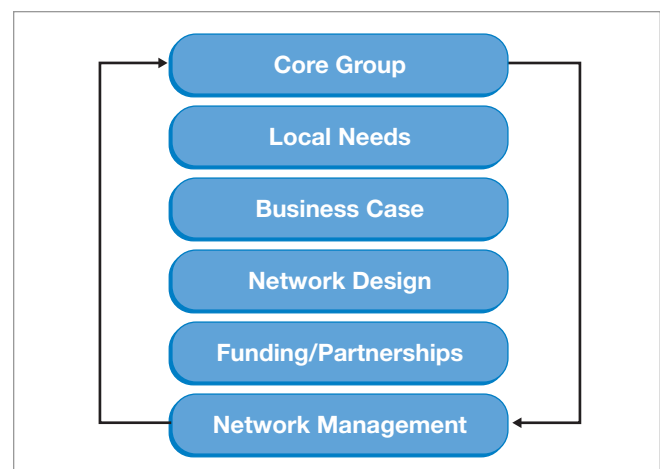 Core Group
Local Needs
Business Case
Network Design
Funding/Partnerships
Network Management